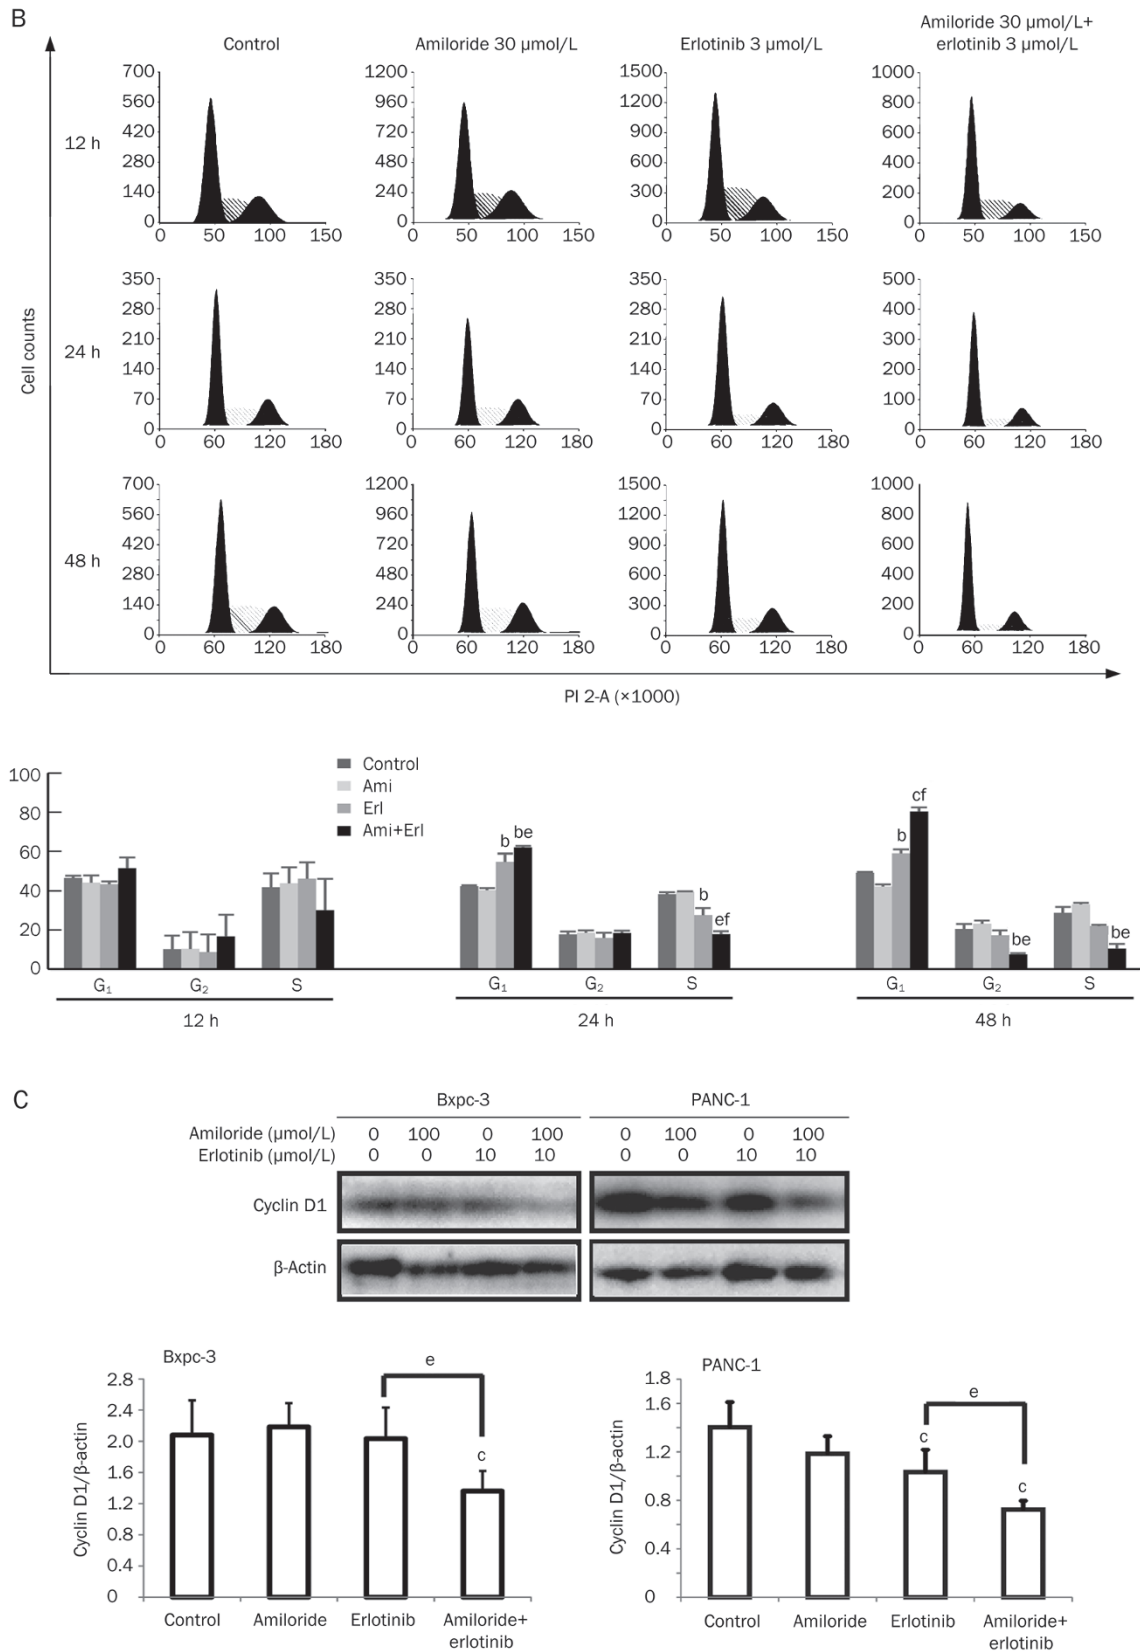 B
Control
Amiloride 30 µmol/L
Erlotinib 3 µmol/L
Amiloride 30 µmol/L+
erlotinib 3 µmol/L
Cell counts
12 h
700
560
420
280
140
0
0 50 100 150
1200
960
720
480
240
0
0 50 100 150
1500
1200
900
600
300
0
0 50 100 150
1000
800
600
400
200
0
0 50 100 150
24 h
350
280
210
140
70
0
0 60 120 180
350
280
210
140
70
0
0 60 120 180
350
280
210
140
70
0
0 60 120 180
500
400
300
200
100
0
0 60 120 180
48 h
700
560
420
280
140
0
0 60 120 180
1200
960
720
480
240
0
0 60 120 180
1500
1200
900
600
300
0
0 60 120 180
1000
800
600
400
200
0
0 60 120 180
PI 2-A (×1000)
100
80
60
40
20
0
Control
Ami
Erl
Ami+Erl
b be b ef
b cf be be
G₁ G₂ S
12 h
G₁ G₂ S
24 h
G₁ G₂ S
48 h
C
Bxpc-3 PANC-1
Amiloride (µmol/L) 0 100 0 100 0 100 0 100
Erlotinib (µmol/L) 0 0 10 10 0 0 10 10
Cyclin D1
β-Actin
Bxpc-3
Cyclin D1/β-actin
2.8
2.4
2.0
1.6
1.2
0.8
0.4
0
e
c
Control Amiloride Erlotinib Amiloride+
erlotinib
PANC-1
Cyclin D1/β-actin
1.8
1.6
1.2
0.8
0.4
0
e
c
c
Control Amiloride Erlotinib Amiloride+
erlotinib